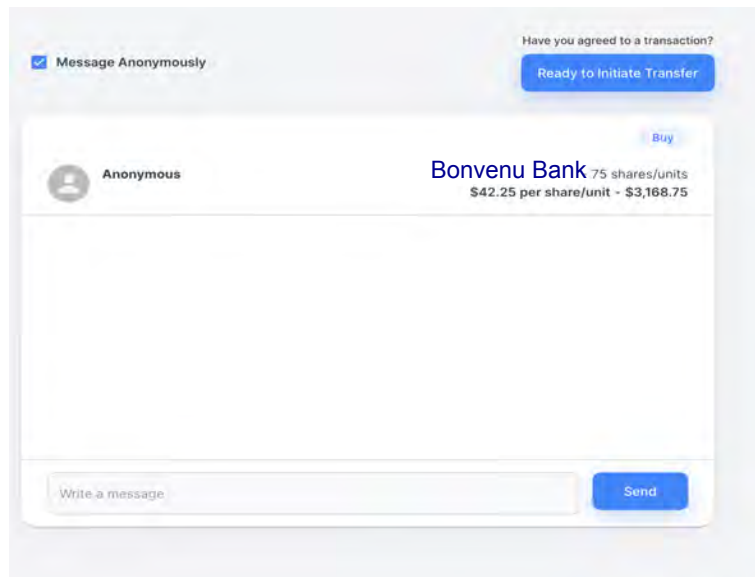 Have you agreed to a transaction?
Message Anonymously
Ready to Initiate Transfer
Buy
Anonymous
Bonvenu Bank 75 shares/units
$42.25 per share/unit - $3,168.75
Write a message
Send